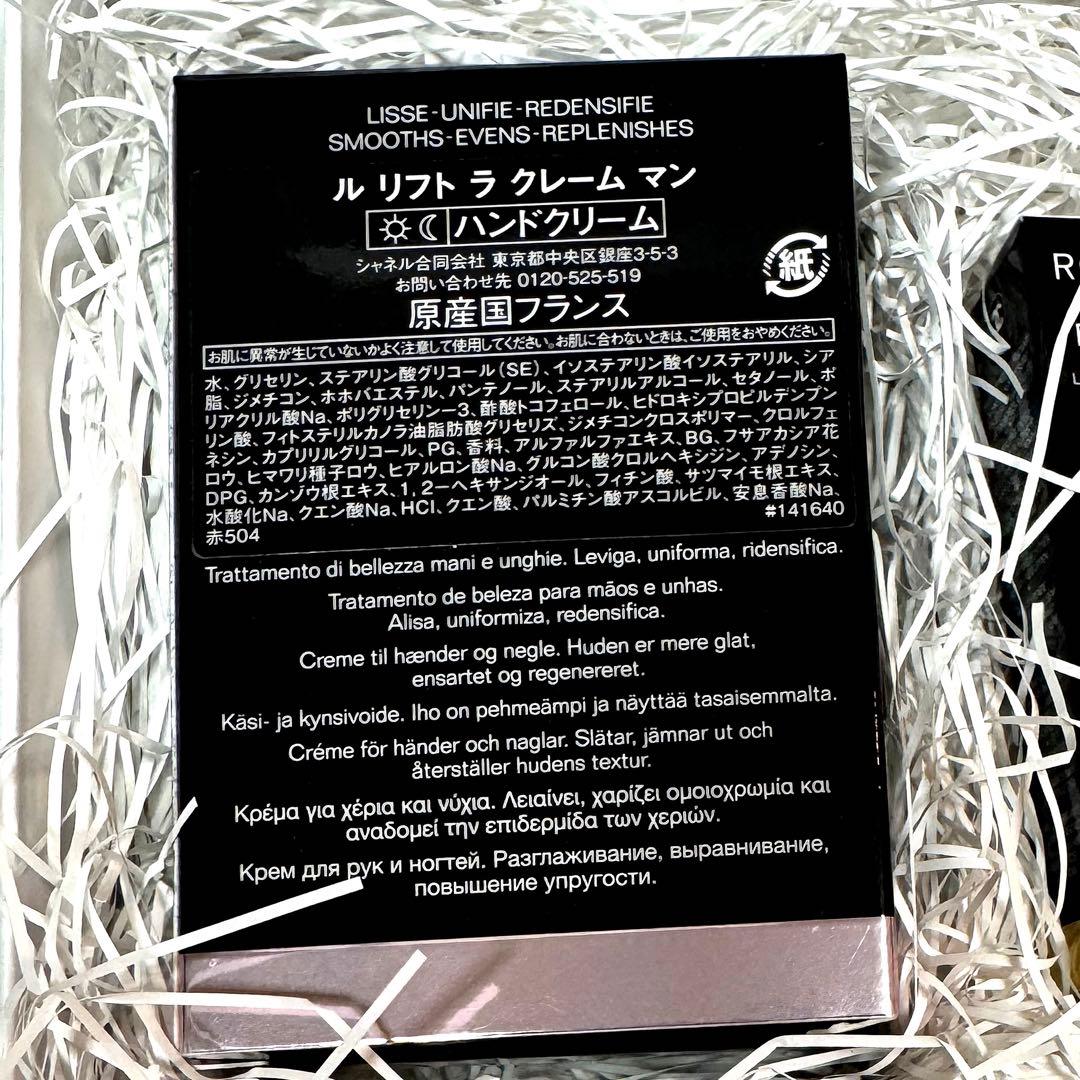 LISSE-UNIFIE-REDENSIFIE
SMOOTHS-EVENS-REPLENISHES
ル リフト ラ クレーム マン
ハンドクリーム
シャネル合同会社 東京都中央区銀座3-5-3
お問い合わせ先 0120-525-519
紙
原産国フランス
お肌に異常が生じていないかよく注意して使用してください。お肌に合わないときは、ご使用をおやめください。
水、グリセリン、ステアリン酸グリコール(SE)、イソステアリン酸イソステアリル、シア
脂、ジメチコン、ホホバエステル、パンテノール、ステアリルアルコール、セタノール、ポ
リアクリル酸Na、ポリグリセリン-3、酢酸トコフェロール、ヒドロキシプロピルデンプン
リン酸、フィトステリルカノラ油脂肪酸グリセリズ、ジメチコンクロスポリマー、クロルフェ
ネシン、カプリリルグリコール、PG、香料、アルファルファエキス、BG、フサアカシア花
ロウ、ヒマワリ種子ロウ、ヒアルロン酸Na、グルコン酸クロルヘキシジン、アデノシン、
DPG、カンゾウ根エキス、1,2-ヘキサンジオール、フィチン酸、サツマイモ根エキス、
水酸化Na、クエン酸Na、HCl、クエン酸、パルミチン酸アスコルビル、安息香酸Na、
赤504 #141640
Trattamento di bellezza mani e unghie. Leviga, uniforma, ridensifica.
Tratamento de beleza para mãos e unhas.
Alisa, uniformiza, redensifica.
Creme til hænder og negle. Huden er mere glat,
ensartet og regenereret.
Käsi- ja kynsivoide. Iho on pehmeämpi ja näyttää tasaisemmalta.
Créme för händer och naglar. Slätar, jämnar ut och
återställer hudens textur.
Κρέμα για χέρια και νύχια. Λειαίνει, χαρίζει ομοιοχρωμία και
αναδομεί την επιδερμίδα των χεριών.
Крем для рук и ногтей. Разглаживание, выравнивание,
повышение упругости.